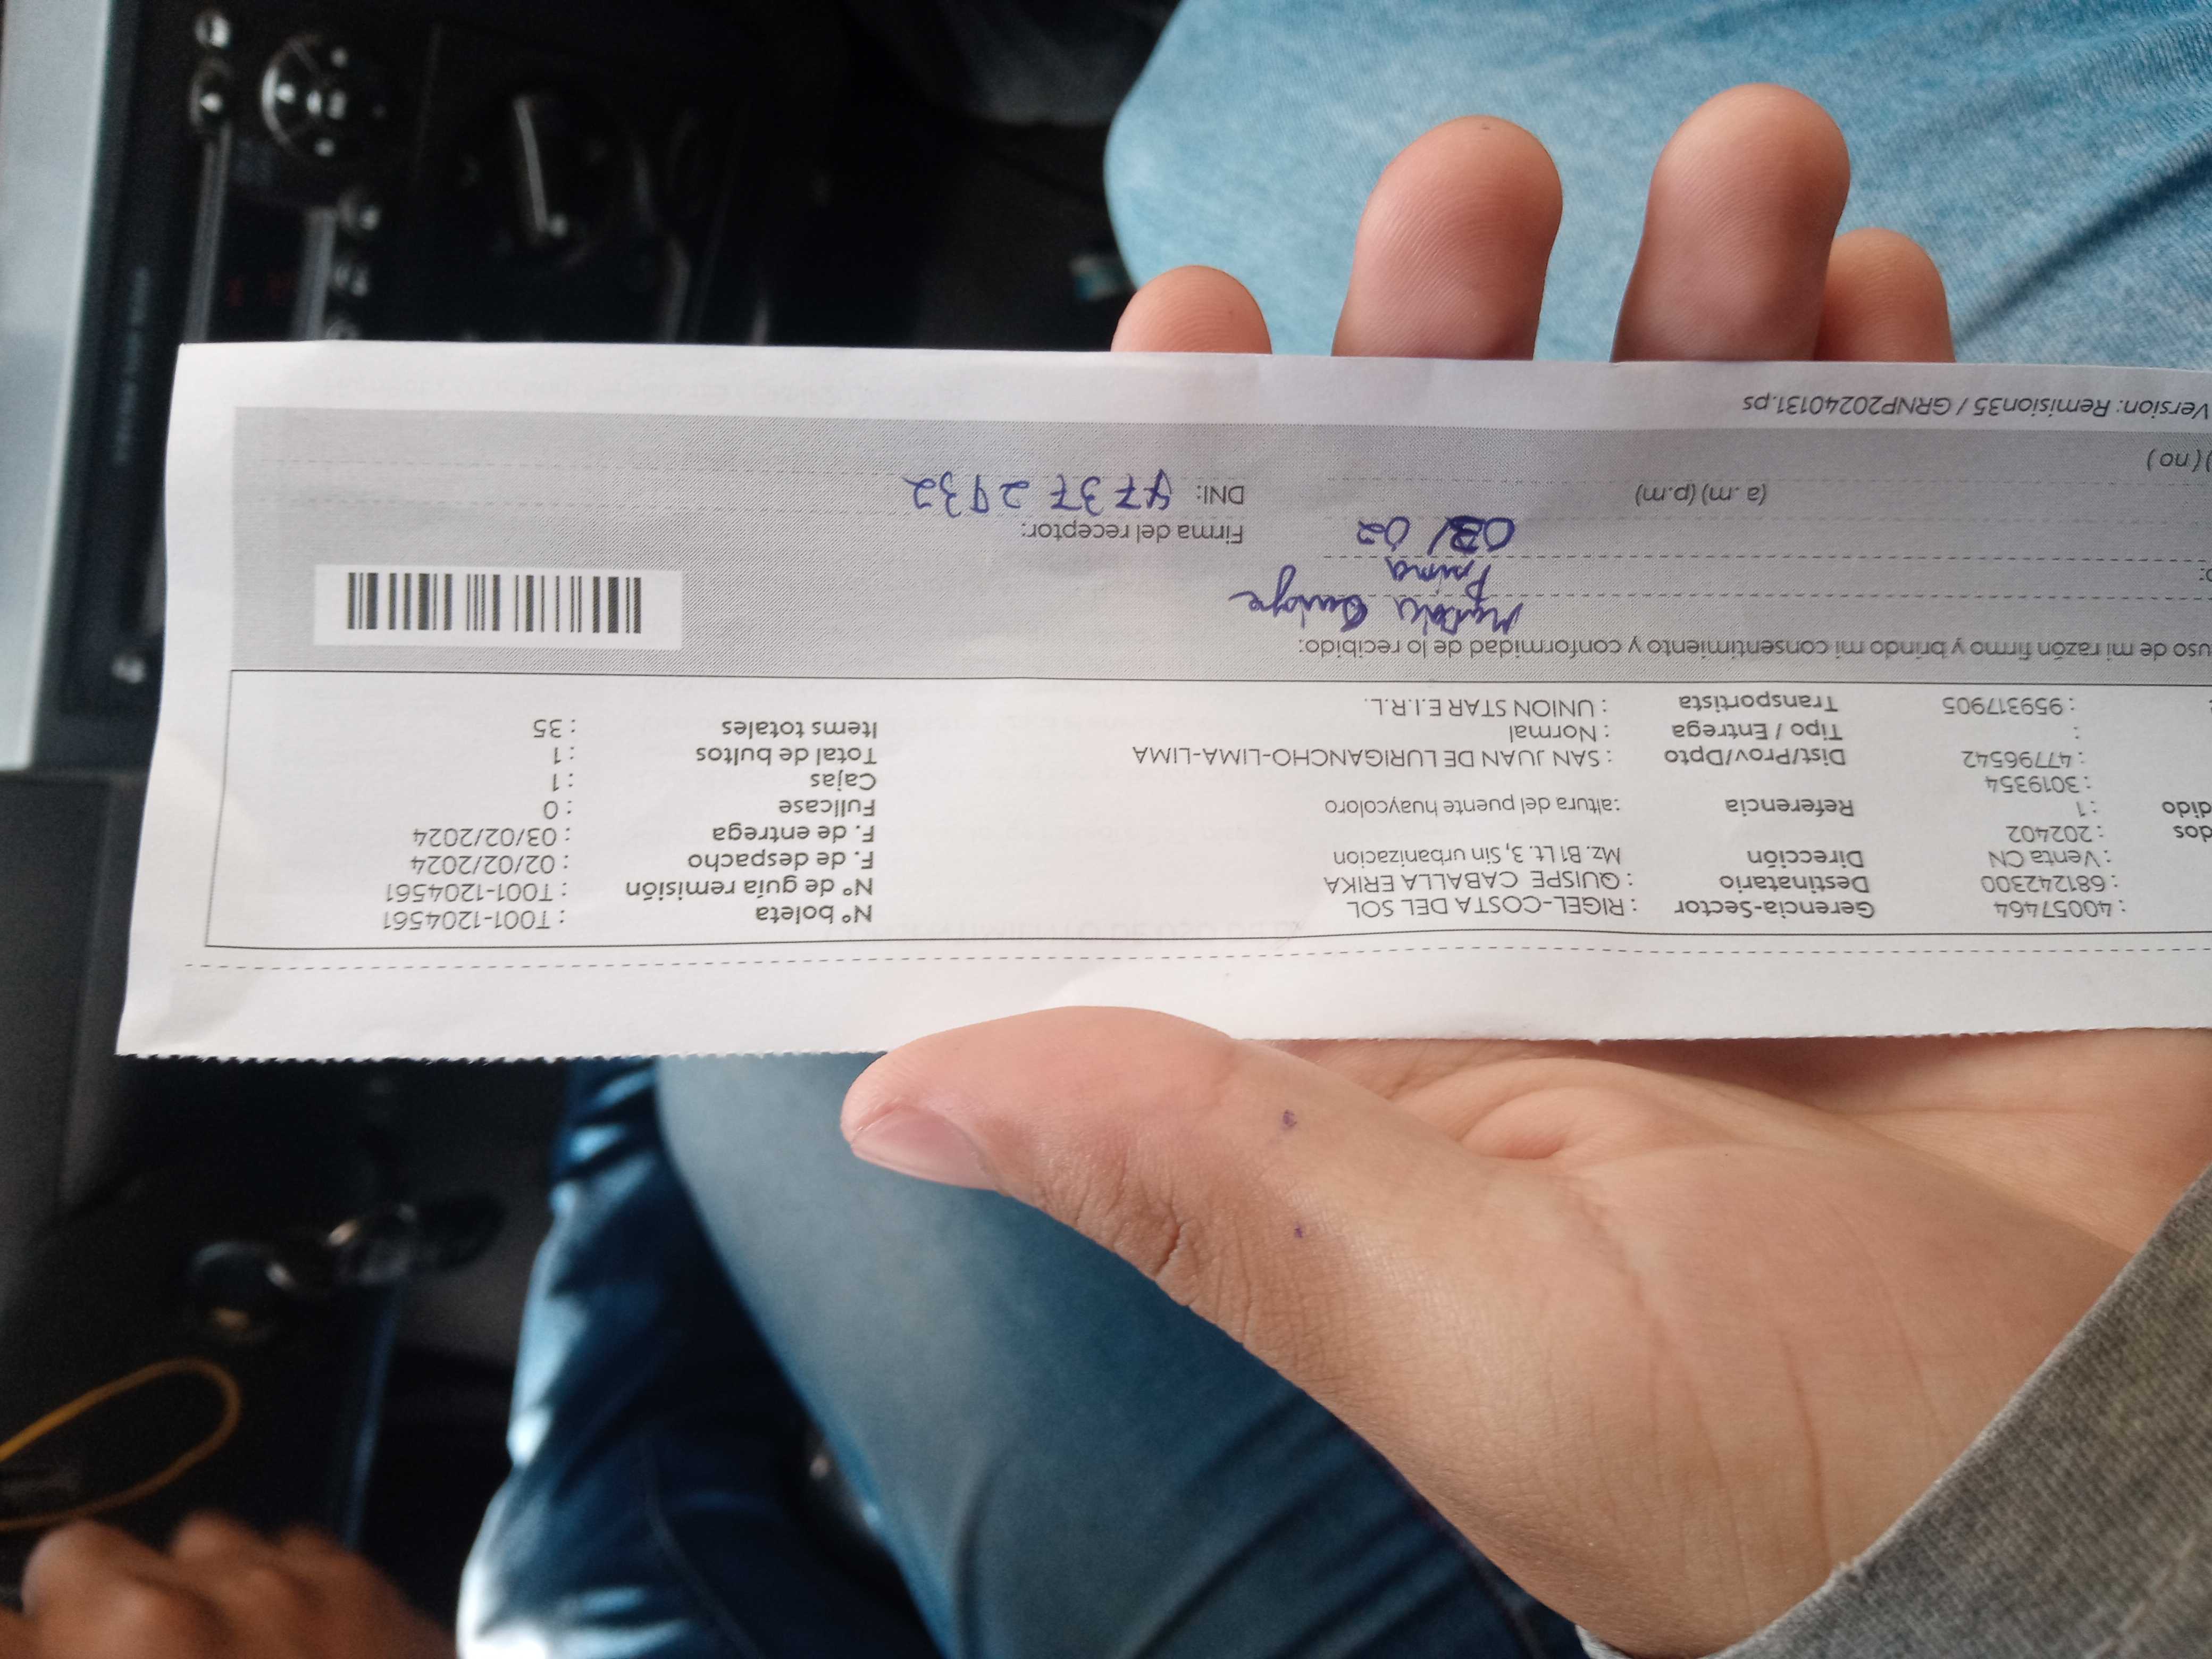 : 40057464 Gerencia-Sector : RIGEL-COSTA DEL SOL Nº boleta : T001-1204561
: 681242300 Destinatario : QUISPE CABALLA ERIKA Nº de guía remisión : T001-1204561
: Venta CN Dirección Mz. B1 Lt. 3, Sin urbanizacion F. de despacho : 02/02/2024
dos : 202402 F. de entrega : 03/02/2024
dido : 1 Referencia :altura del puente huaycoloro Fullcase : 0
: 3019354 Cajas : 1
: 47796542 Dist/Prov/Dpto : SAN JUAN DE LURIGANCHO-LIMA-LIMA Total de bultos : 1
: Tipo / Entrega : Normal Items totales : 35
: 959317905 Transportista : UNION STAR E.I.R.L.
uso de mi razón firmo y brindo mi consentimiento y conformidad de lo recibido:
Prima
03/02 Firma del receptor:
(a.m) (p.m) DNI: 47372932
) (no)
Version: Remision35 / GRNP20240131.ps